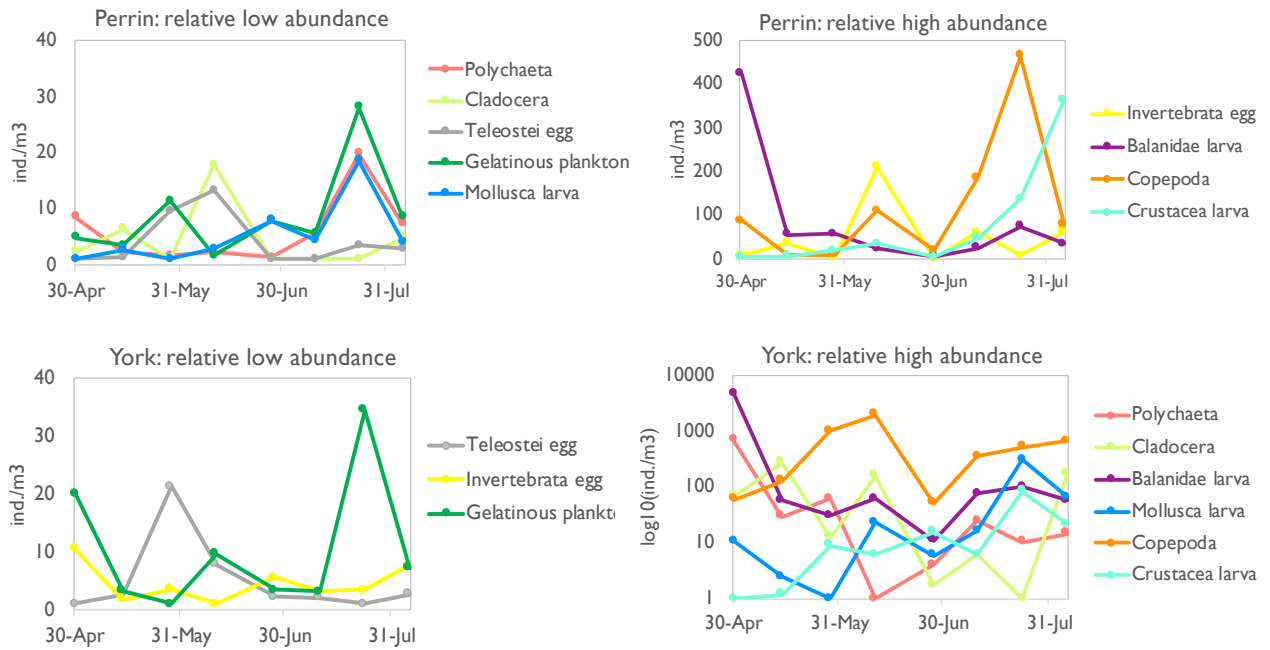 Perrin: relative low abundance
40
30
20
10
0
ind./m3
30-Apr 31-May 30-Jun 31-Jul
Polychaeta
Cladocera
Teleostei egg
Gelatinous plankton
Mollusca larva
Perrin: relative high abundance
500
400
300
200
100
0
ind./m3
30-Apr 31-May 30-Jun 31-Jul
Invertebrata egg
Balanidae larva
Copepoda
Crustacea larva
York: relative low abundance
40
30
20
10
0
ind./m3
30-Apr 31-May 30-Jun 31-Jul
Teleostei egg
Invertebrata egg
Gelatinous plankt
York: relative high abundance
10000
1000
100
10
1
log10(ind./m3)
30-Apr 31-May 30-Jun 31-Jul
Polychaeta
Cladocera
Balanidae larva
Mollusca larva
Copepoda
Crustacea larva